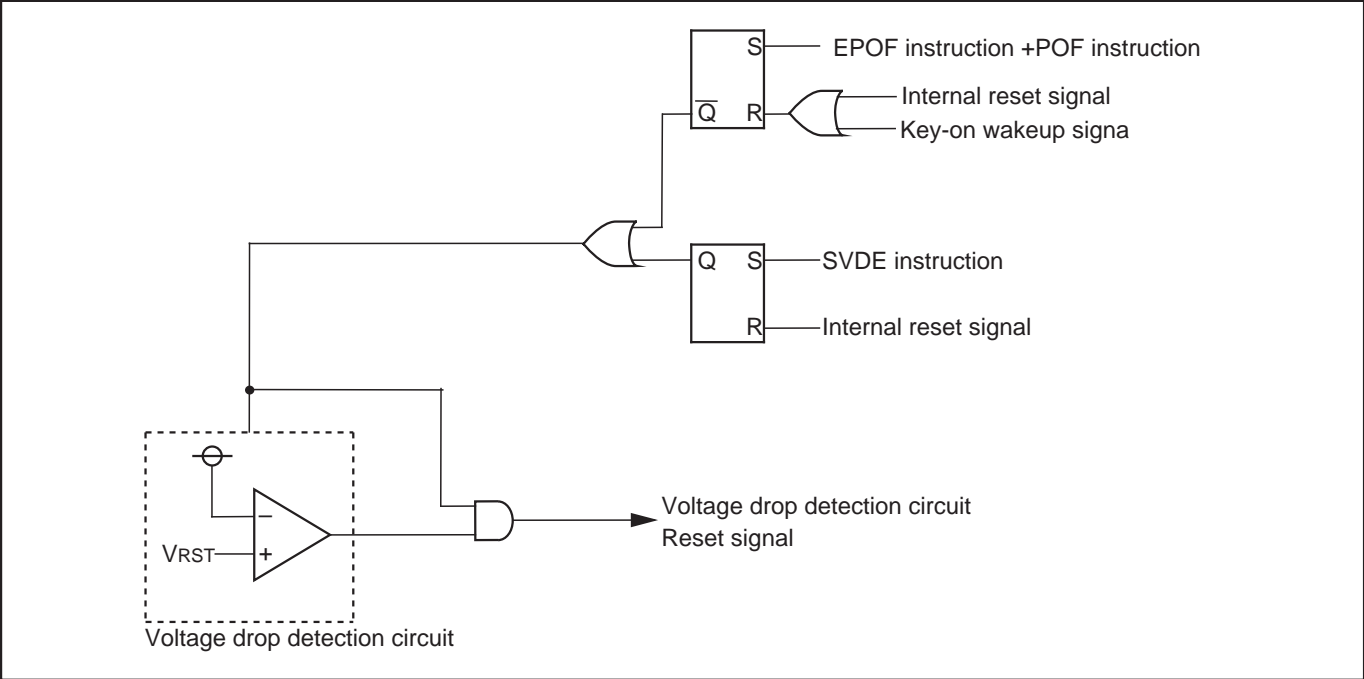 S EPOF instruction +POF instruction
Internal reset signal
Q̅ R
Key-on wakeup signa
Q S SVDE instruction
R Internal reset signal
−
VRST +
Voltage drop detection circuit
Reset signal
Voltage drop detection circuit